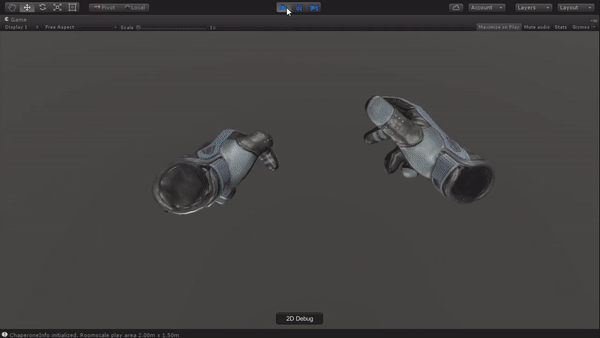 Pivot Local Account Layers Layout
Game
Display 1 Free Aspect Scale 1x Maximize on Play Mute audio Stats Gizmos
2D Debug
ChaperoneInfo initialized. Roomscale play area 2.00m x 1.50m